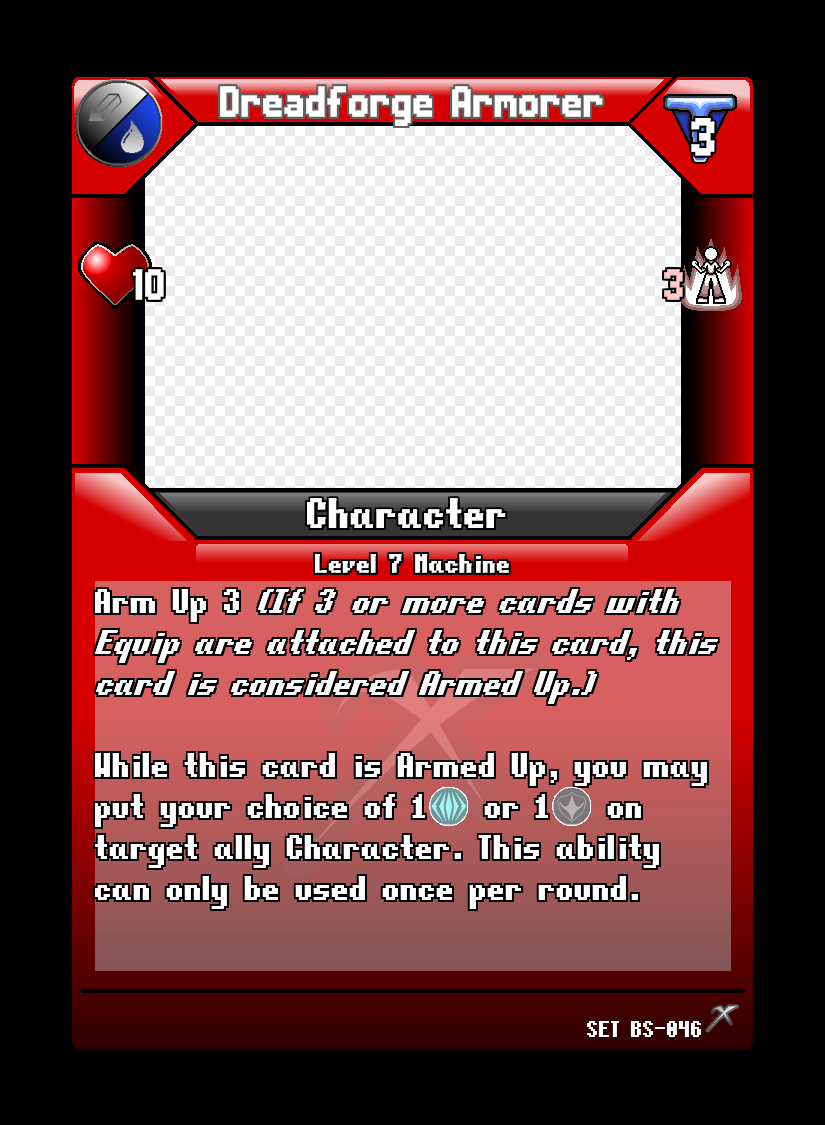 Dreadforge Armorer
3
10
3
Character
Level 7 Machine
Arm Up 3 (If 3 or more cards with
Equip are attached to this card, this
card is considered Armed Up.)
While this card is Armed Up, you may
put your choice of 1 or 1 on
target ally Character. This ability
can only be used once per round.
SET BS-046